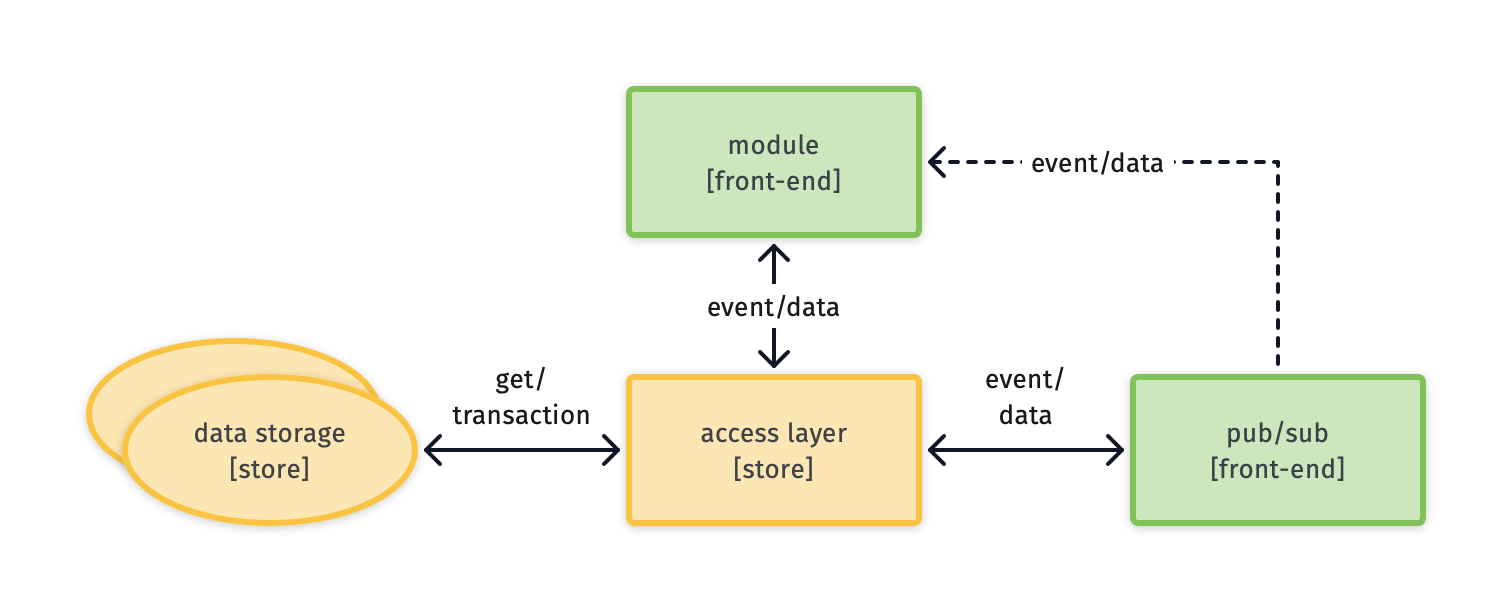 module
[front-end]
event/data
event/data
get/
transaction
event/
data
data storage
[store]
access layer
[store]
pub/sub
[front-end]